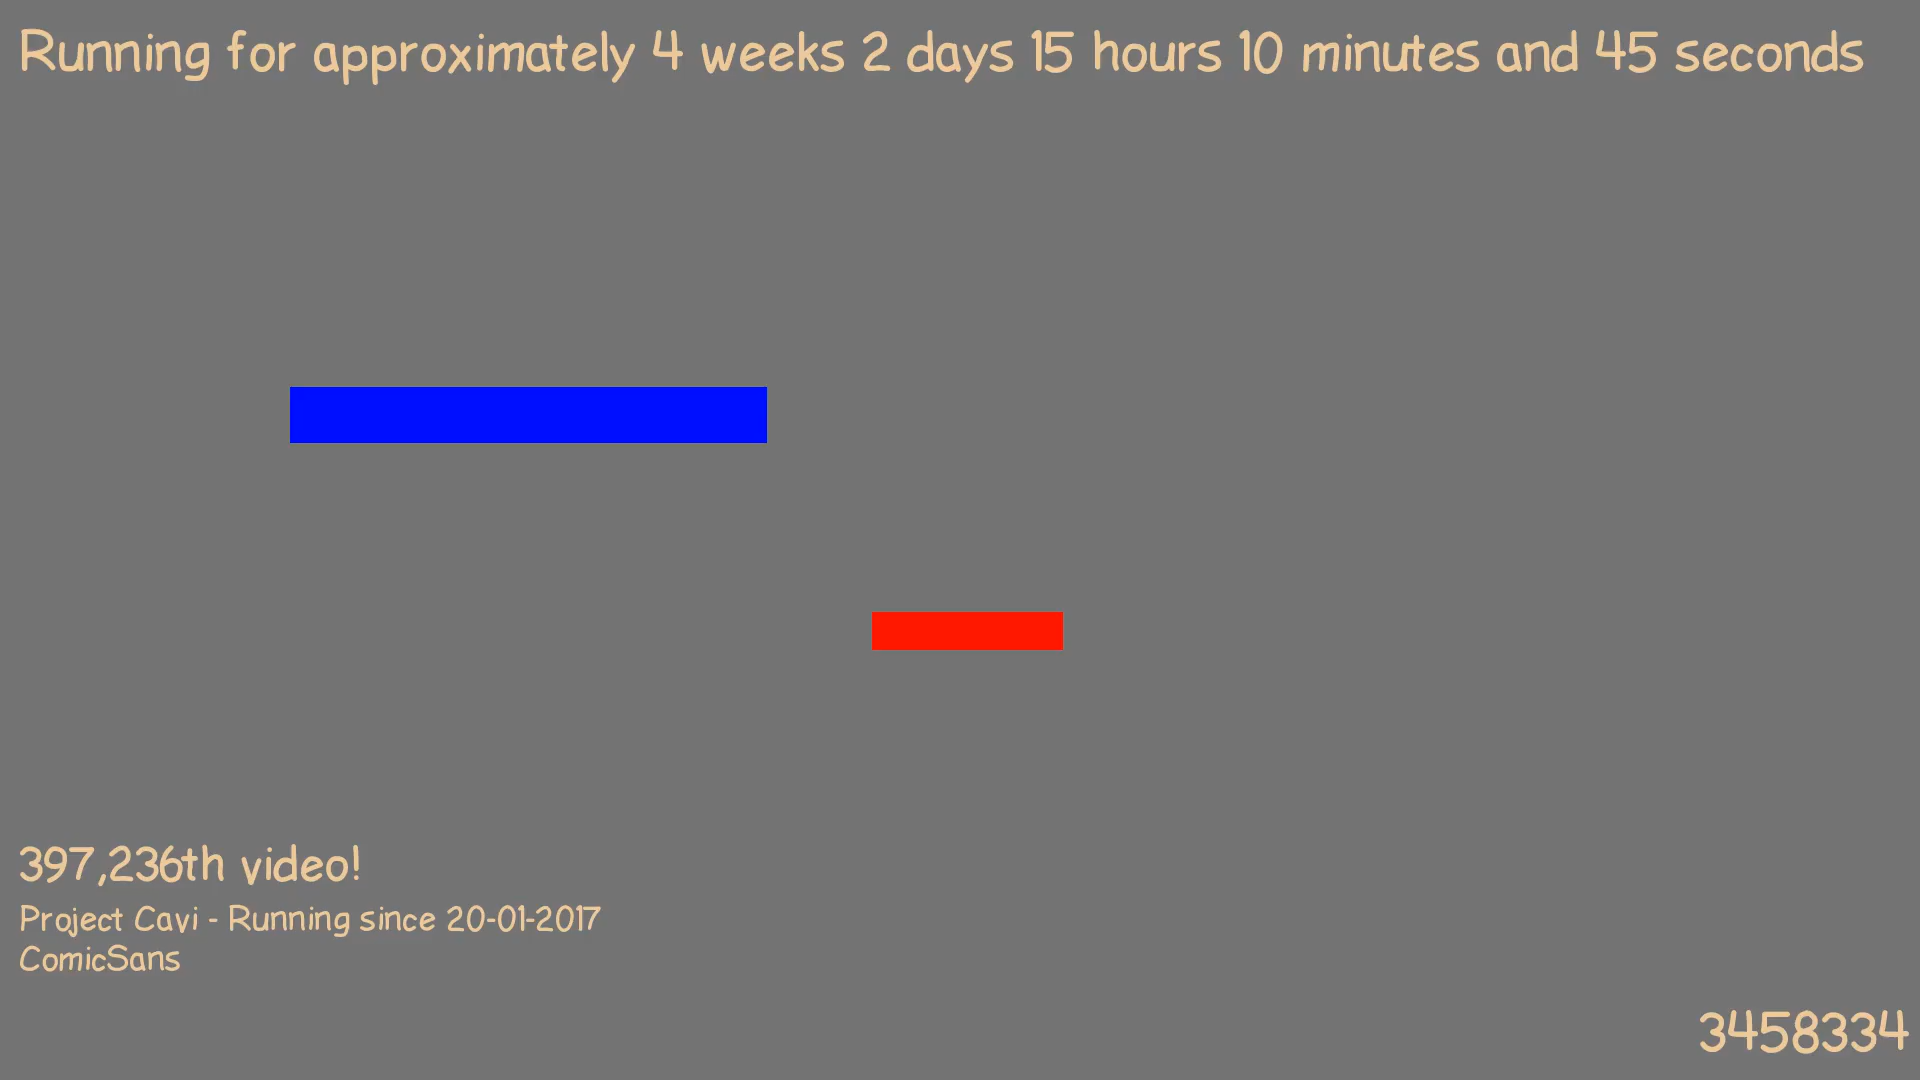 Running for approximately 4 weeks 2 days 15 hours 10 minutes and 45 seconds
397,236th video!
Project Cavi - Running since 20-01-2017
ComicSans
3458334